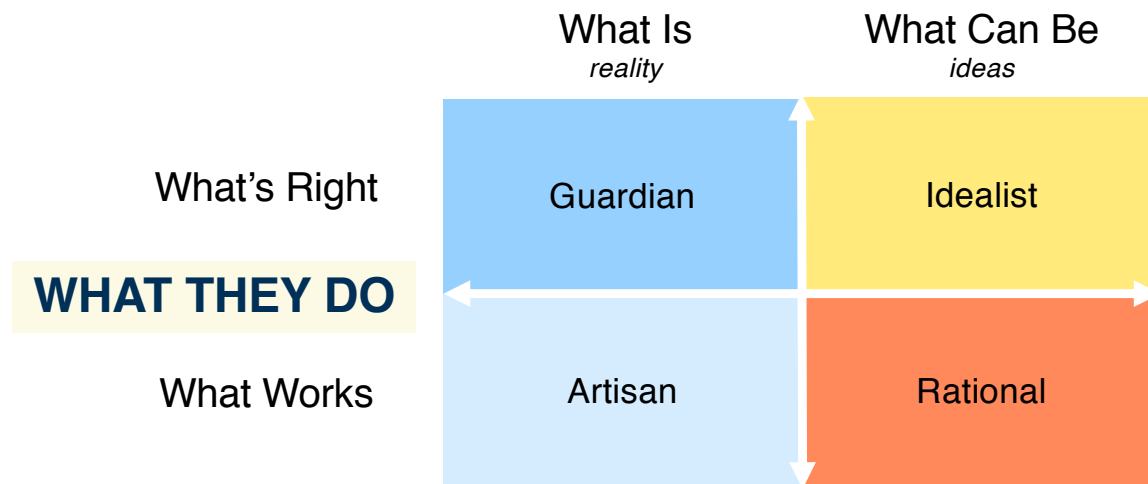 What Is
What Can Be
reality
ideas
What's Right
Guardian
Idealist
WHAT THEY DO
What Works
Artisan
Rational